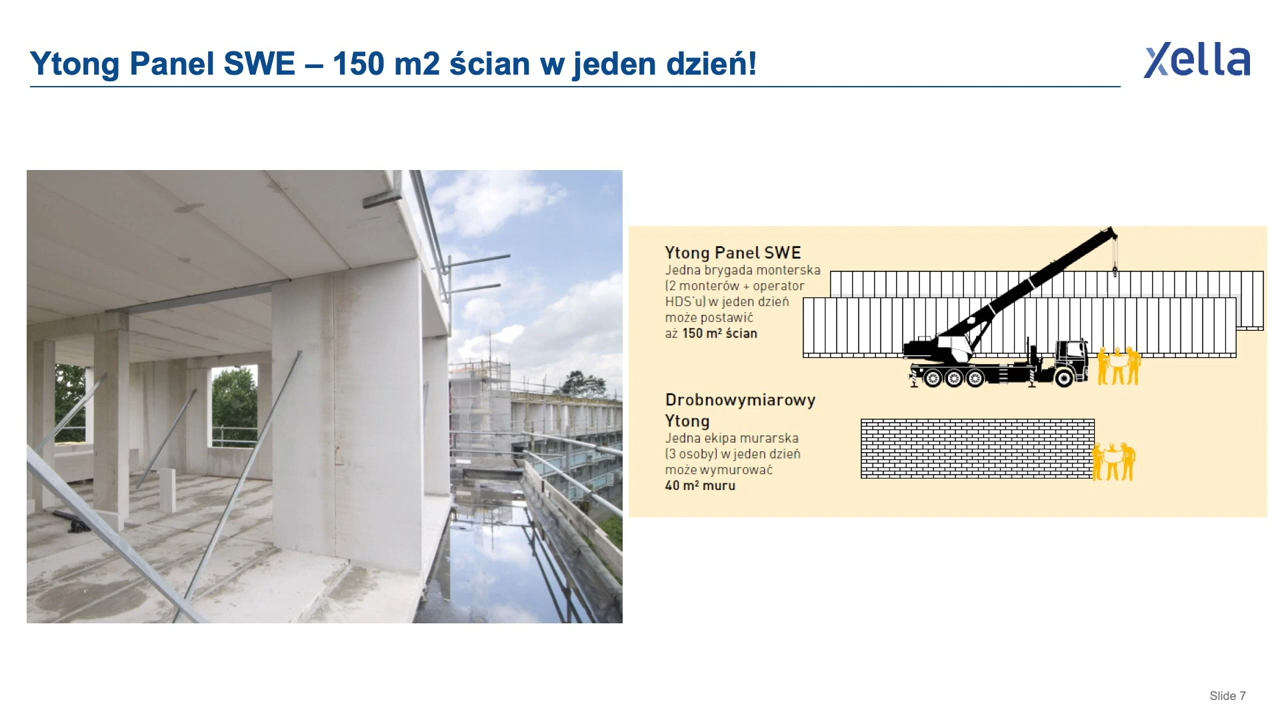 Ytong Panel SWE – 150 m2 ścian w jeden dzień!
xella
Ytong Panel SWE
Jedna brygada monterska
(2 monterów + operator
HDS'u) w jeden dzień
może postawić
aż 150 m² ścian
Drobnowymiarowy
Ytong
Jedna ekipa murarska
(3 osoby) w jeden dzień
może wymurować
40 m² muru
Slide 7